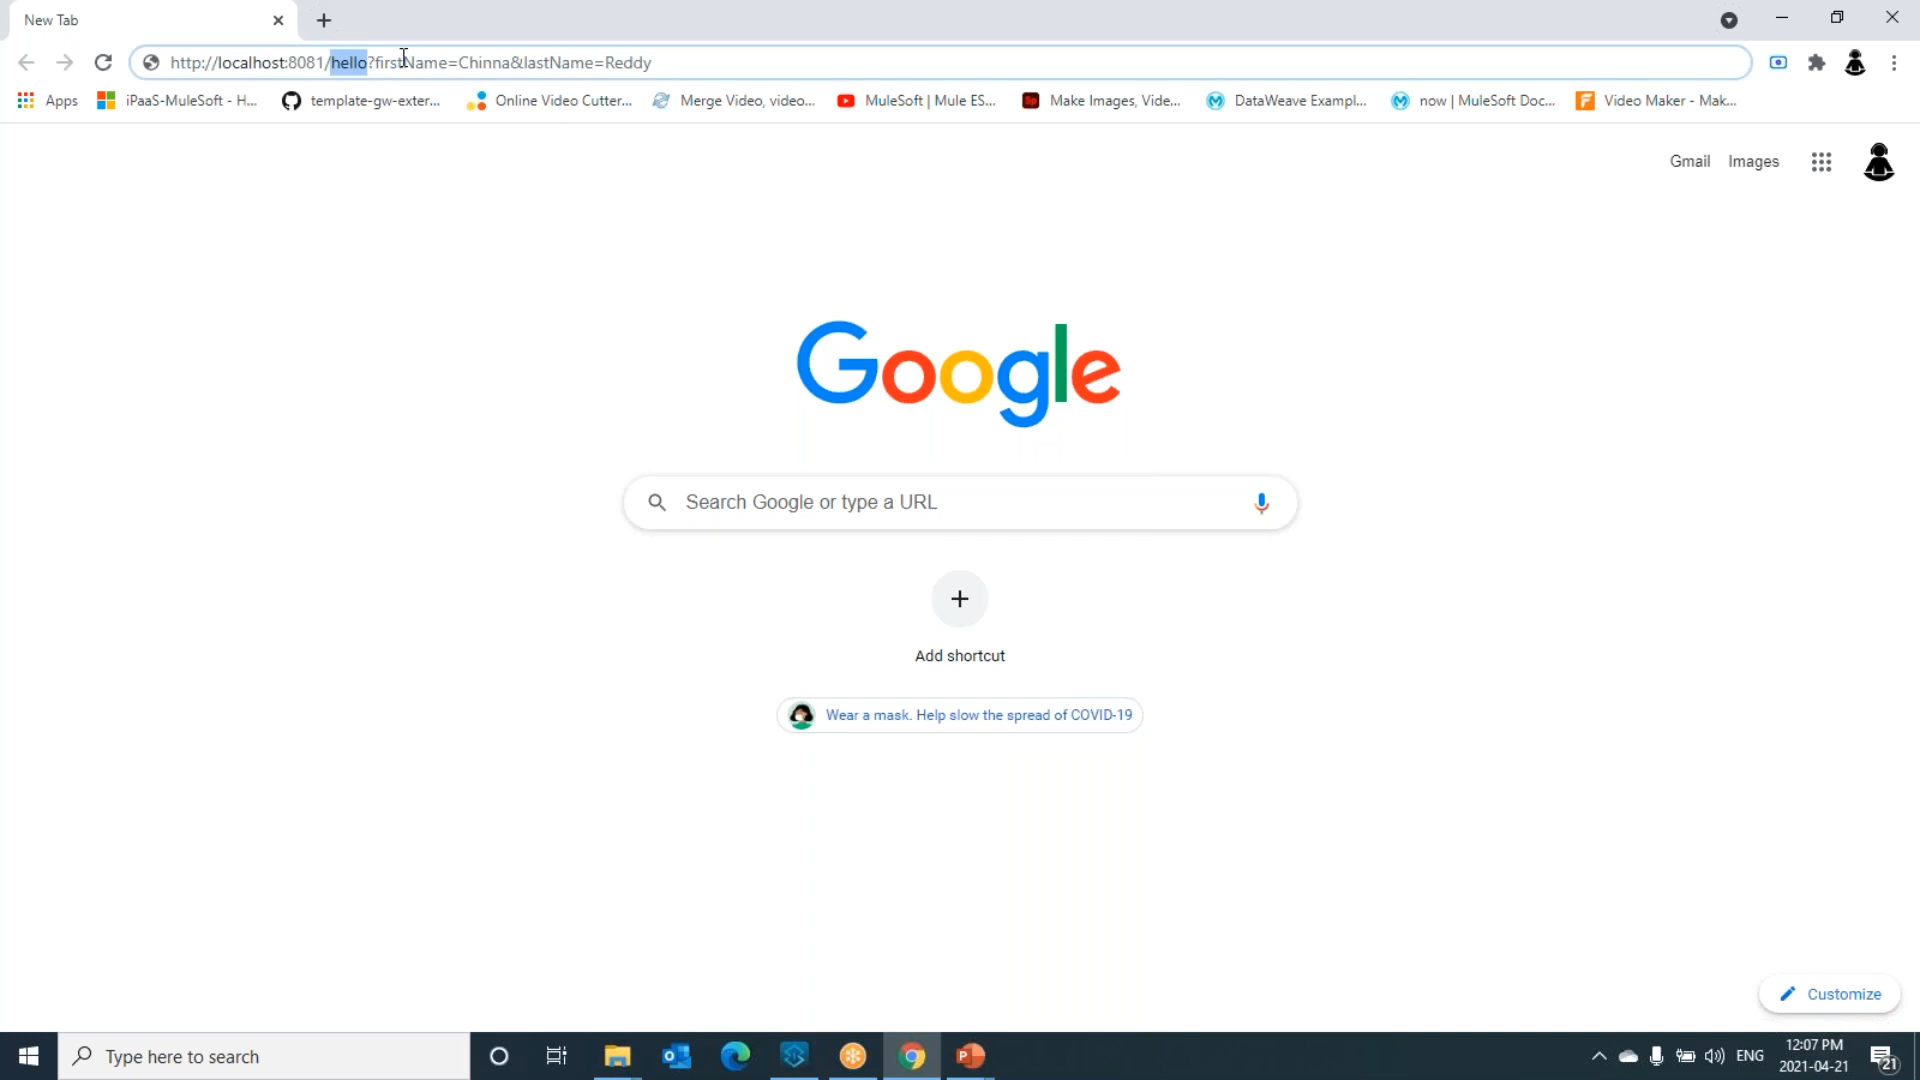 New Tab
http://localhost:8081/hello?firstName=Chinna&lastName=Reddy
Apps iPaaS-MuleSoft - H... template-gw-exter... Online Video Cutter... Merge Video, video... MuleSoft | Mule ES... Sp Make Images, Vide... DataWeave Exampl... now | MuleSoft Doc... Video Maker - Mak...
Gmail Images
Google
Search Google or type a URL
Add shortcut
Wear a mask. Help slow the spread of COVID-19
Customize
Type here to search
ENG
12:07 PM
2021-04-21
21